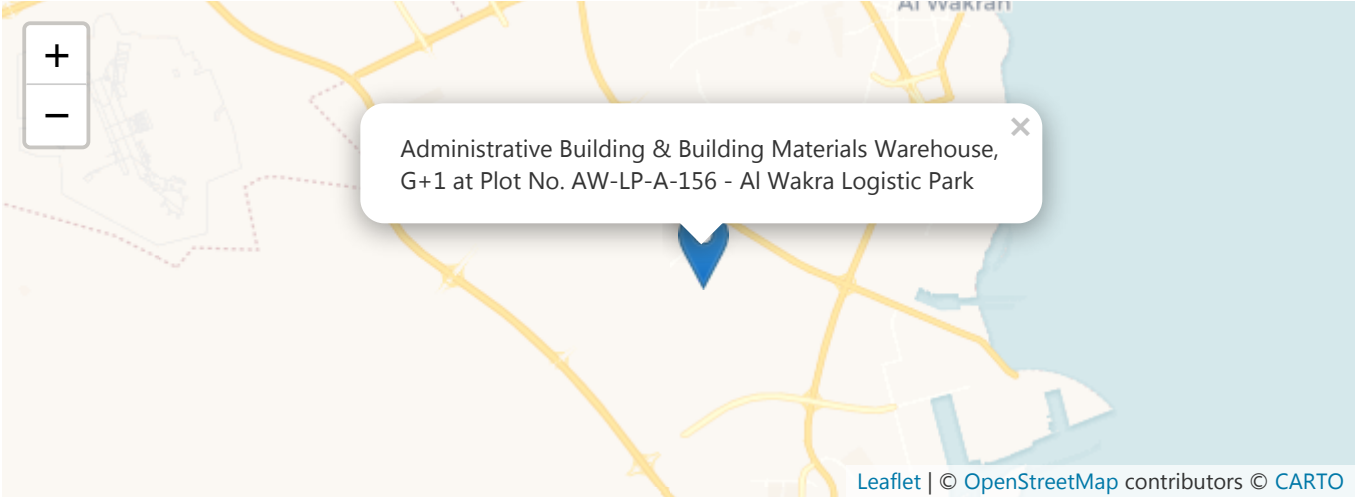 Al Wakrah
+
−
×
Administrative Building & Building Materials Warehouse,
G+1 at Plot No. AW-LP-A-156 - Al Wakra Logistic Park
Leaflet | © OpenStreetMap contributors © CARTO